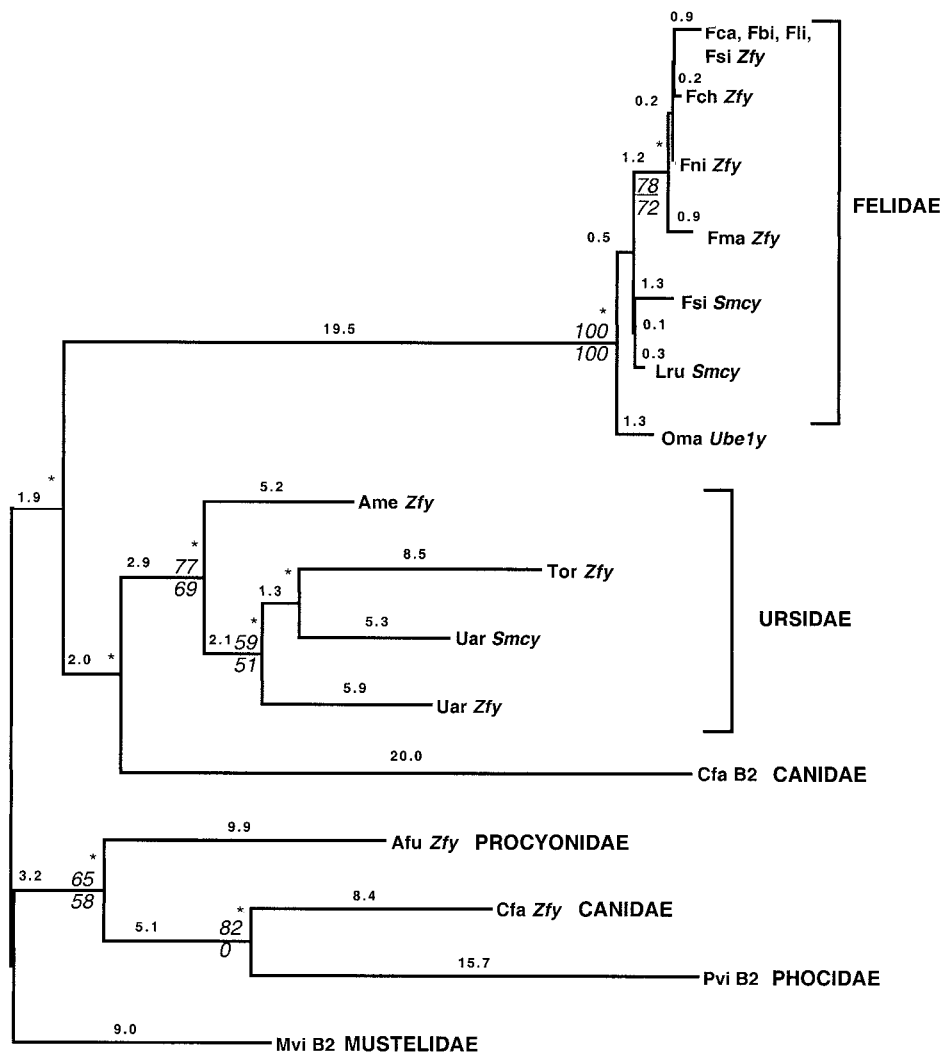 0.9
Fca, Fbi, Fli,
Fsi Zfy
0.2
Fch Zfy
0.2
*
1.2
Fni Zfy
78
72
FELIDAE
0.9
Fma Zfy
0.5
1.3
Fsi Smcy
*
19.5
100
100
0.1
0.3
Lru Smcy
1.3
Oma Ube1y
*
1.9
5.2
Ame Zfy
*
2.9
77
69
8.5
Tor Zfy
*
1.3
URSIDAE
*
2.1
59
51
5.3
Uar Smcy
2.0
*
5.9
Uar Zfy
20.0
Cfa B2 CANIDAE
9.9
Afu Zfy PROCYONIDAE
*
3.2
65
58
8.4
Cfa Zfy CANIDAE
*
5.1
82
0
15.7
Pvi B2 PHOCIDAE
9.0
Mvi B2 MUSTELIDAE